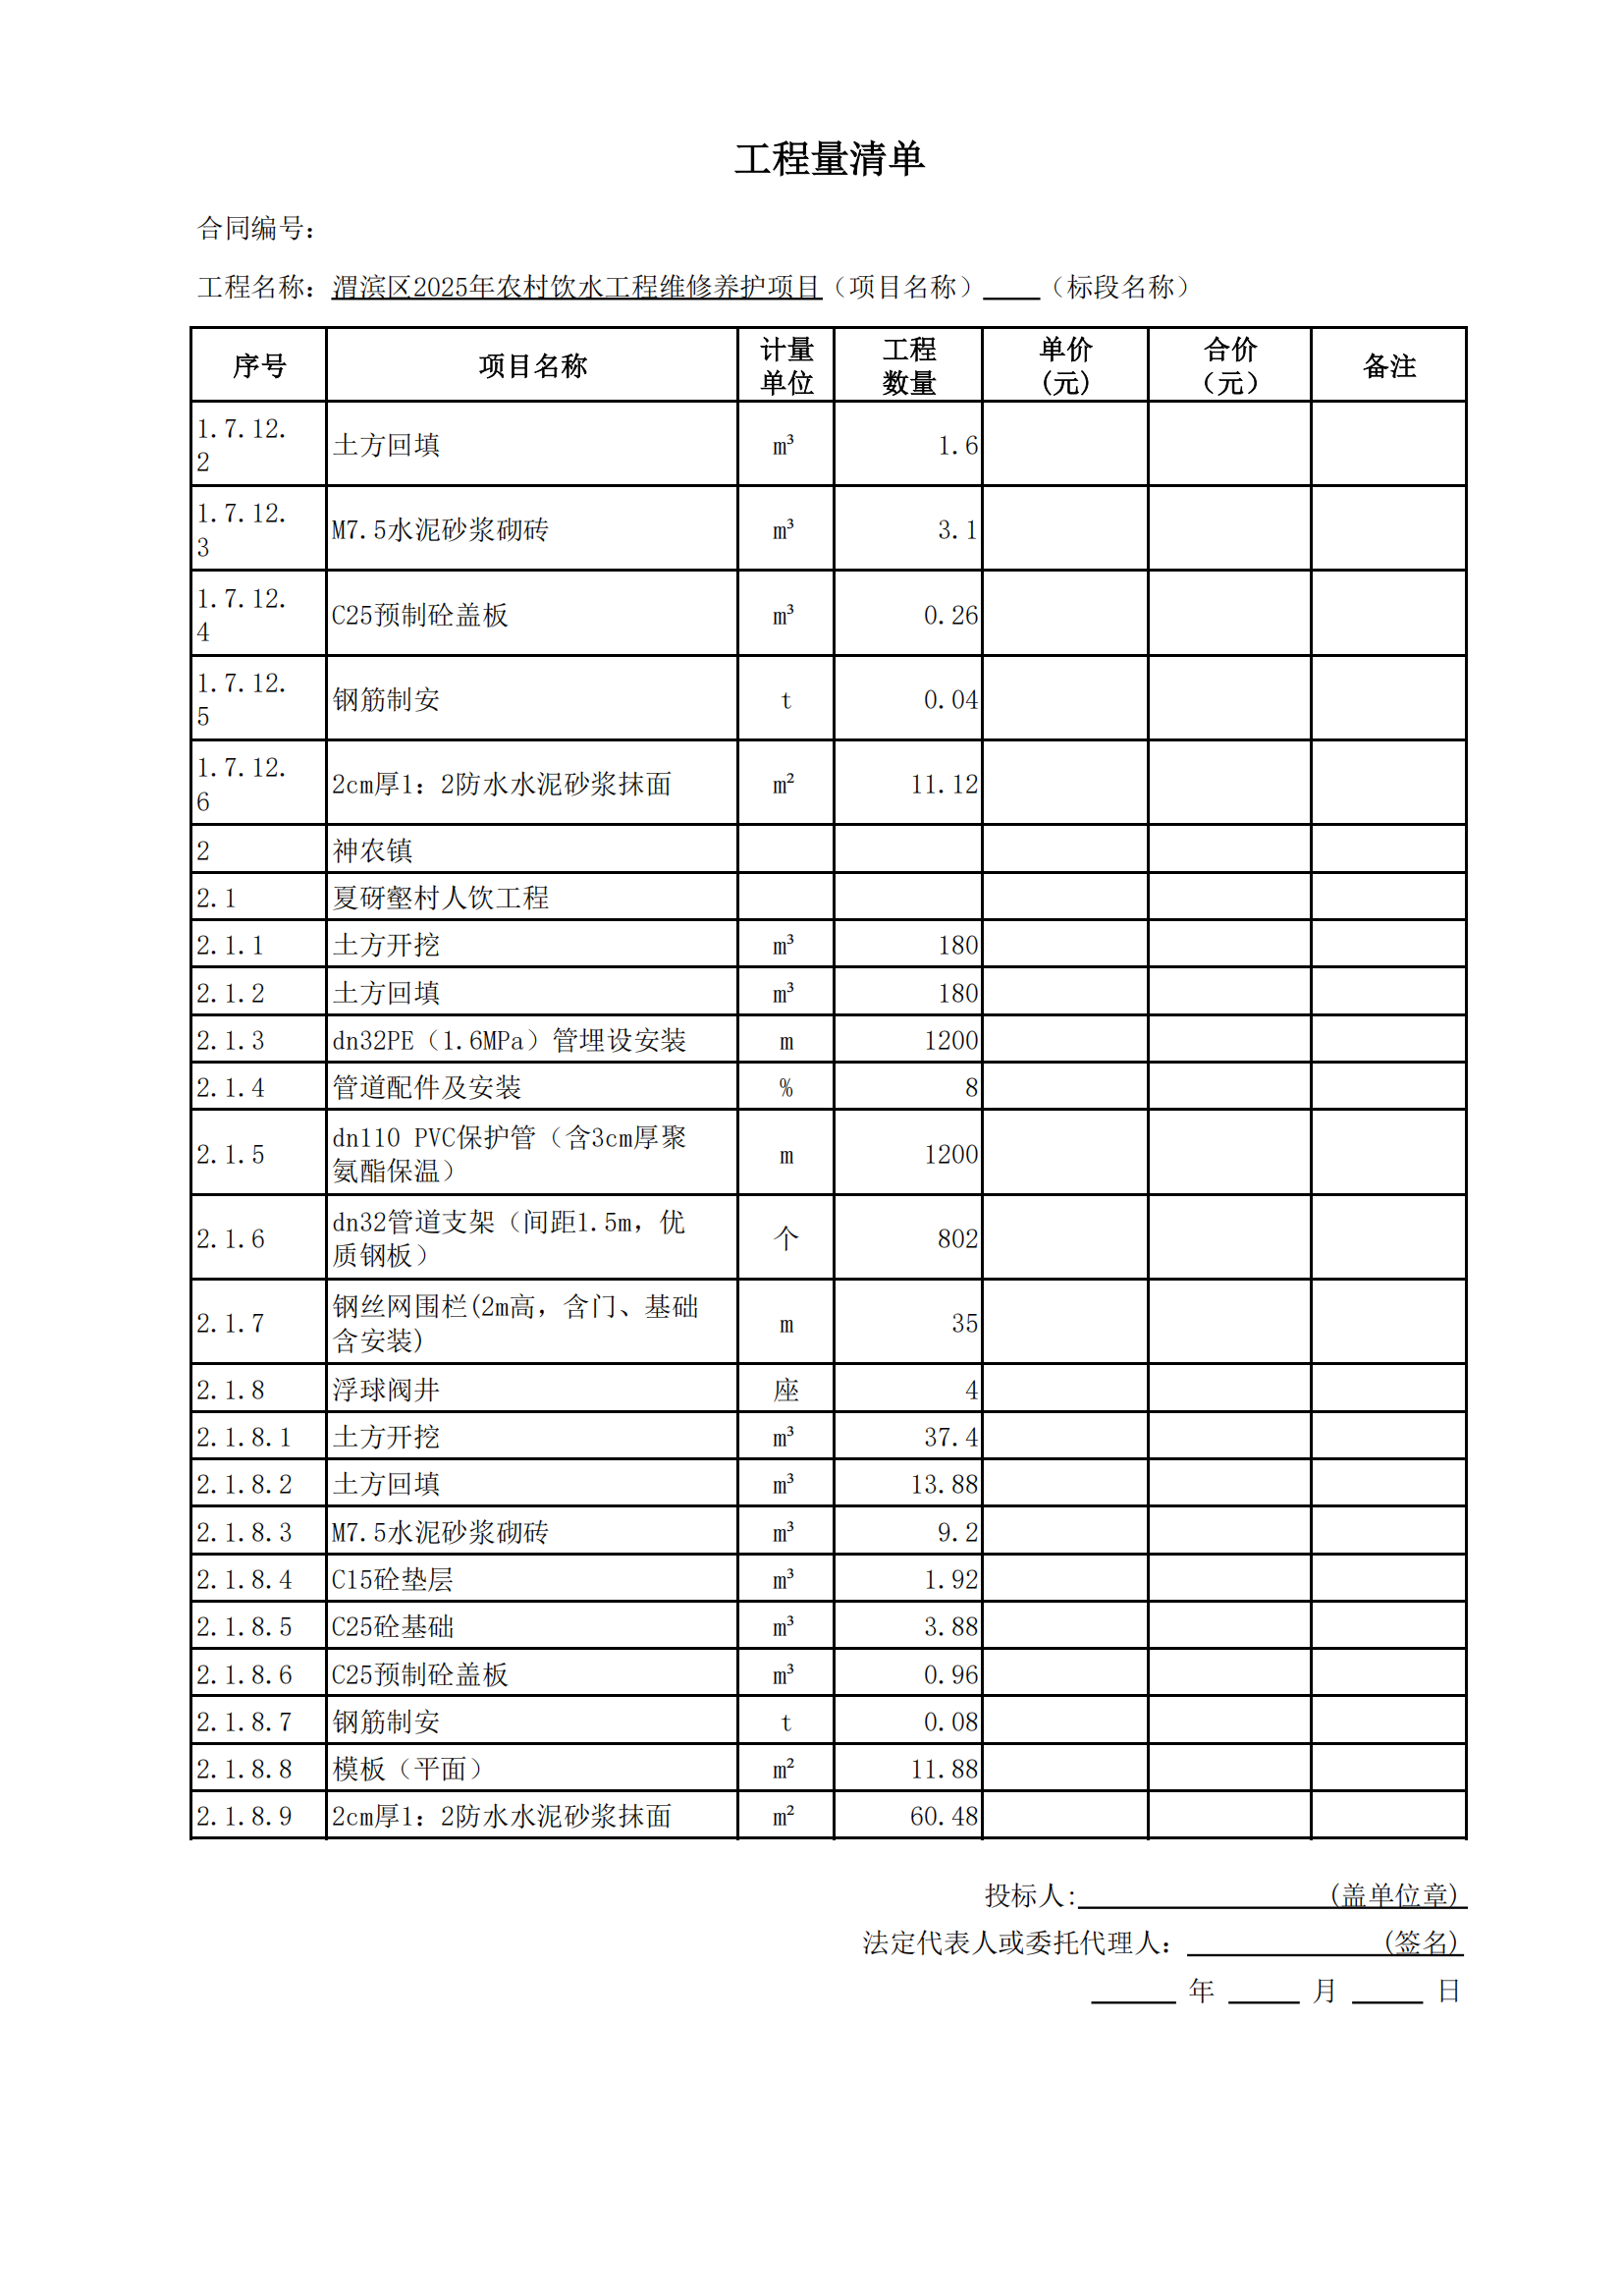 工程量清单
合同编号：
工程名称：渭滨区2025年农村饮水工程维修养护项目（项目名称）____（标段名称）
序号 项目名称 计量单位 工程数量 单价(元) 合价（元） 备注
1.7.12.2 土方回填 m³ 1.6
1.7.12.3 M7.5水泥砂浆砌砖 m³ 3.1
1.7.12.4 C25预制砼盖板 m³ 0.26
1.7.12.5 钢筋制安 t 0.04
1.7.12.6 2cm厚1：2防水水泥砂浆抹面 m² 11.12
2 神农镇
2.1 夏砑壑村人饮工程
2.1.1 土方开挖 m³ 180
2.1.2 土方回填 m³ 180
2.1.3 dn32PE（1.6MPa）管埋设安装 m 1200
2.1.4 管道配件及安装 % 8
2.1.5 dn110 PVC保护管（含3cm厚聚氨酯保温） m 1200
2.1.6 dn32管道支架（间距1.5m，优质钢板） 个 802
2.1.7 钢丝网围栏(2m高，含门、基础含安装) m 35
2.1.8 浮球阀井 座 4
2.1.8.1 土方开挖 m³ 37.4
2.1.8.2 土方回填 m³ 13.88
2.1.8.3 M7.5水泥砂浆砌砖 m³ 9.2
2.1.8.4 C15砼垫层 m³ 1.92
2.1.8.5 C25砼基础 m³ 3.88
2.1.8.6 C25预制砼盖板 m³ 0.96
2.1.8.7 钢筋制安 t 0.08
2.1.8.8 模板（平面） m² 11.88
2.1.8.9 2cm厚1：2防水水泥砂浆抹面 m² 60.48
投标人:____(盖单位章)
法定代表人或委托代理人：____(签名)
____年____月____日